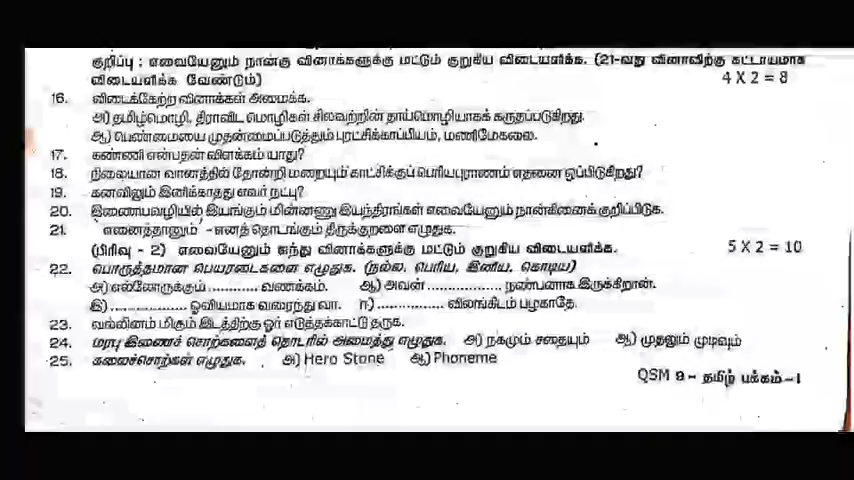 குறிப்பு : எவையேனும் நான்கு வினாக்களுக்கு மட்டும் குறுகிய விடையளிக்க. (21-வது வினாவிற்கு கட்டாயமாக
விடையளிக்க வேண்டும்) 4 X 2 = 8
16. விடைக்கேற்ற வினாக்கள் அமைக்க.
அ) தமிழ்மொழி, திராவிட மொழிகள் சிலவற்றின் தாய்மொழியாகக் கருதப்படுகிறது.
ஆ) பெண்மையை முதன்மைப்படுத்தும் புரட்சிக்காப்பியம், மணிமேகலை.
17. கண்ணி என்பதன் விளக்கம் யாது?
18. நிலையான வானத்தில் தோன்றி மறையும் காட்சிக்குப் பெரியபுராணம் எதனை ஒப்பிடுகிறது?
19. கனவிலும் இனிக்காதது எவர் நட்பு?
20. இணையவழியில் இயங்கும் மின்னணு இயந்திரங்கள் எவையேனும் நான்கினைக் குறிப்பிடுக.
21. 'எனைத்தானும்' - எனத் தொடங்கும் திருக்குறளை எழுதுக.
(பிரிவு - 2) எவையேனும் ஐந்து வினாக்களுக்கு மட்டும் குறுகிய விடையளிக்க. 5 X 2 = 10
22. பொருத்தமான பெயரடைகளை எழுதுக. (நல்ல, பெரிய, இனிய, கொடிய)
அ) எல்லோருக்கும் ............ வணக்கம். ஆ) அவன் .................. நண்பனாக இருக்கிறான்.
இ) .................. ஓவியமாக வரைந்து வா. ஈ) ................ விலங்கிடம் பழகாதே.
23. வல்லினம் மிகும் இடத்திற்கு ஓர் எடுத்தக்காட்டு தருக.
24. மரபு இணைச் சொற்களைத் தொடரில் அமைத்து எழுதுக. அ) நகமும் சதையும் ஆ) முதலும் முடிவும்
25. கலைச்சொற்கள் எழுதுக. அ) Hero Stone ஆ) Phoneme
QSM 9 - தமிழ் பக்கம் - 1